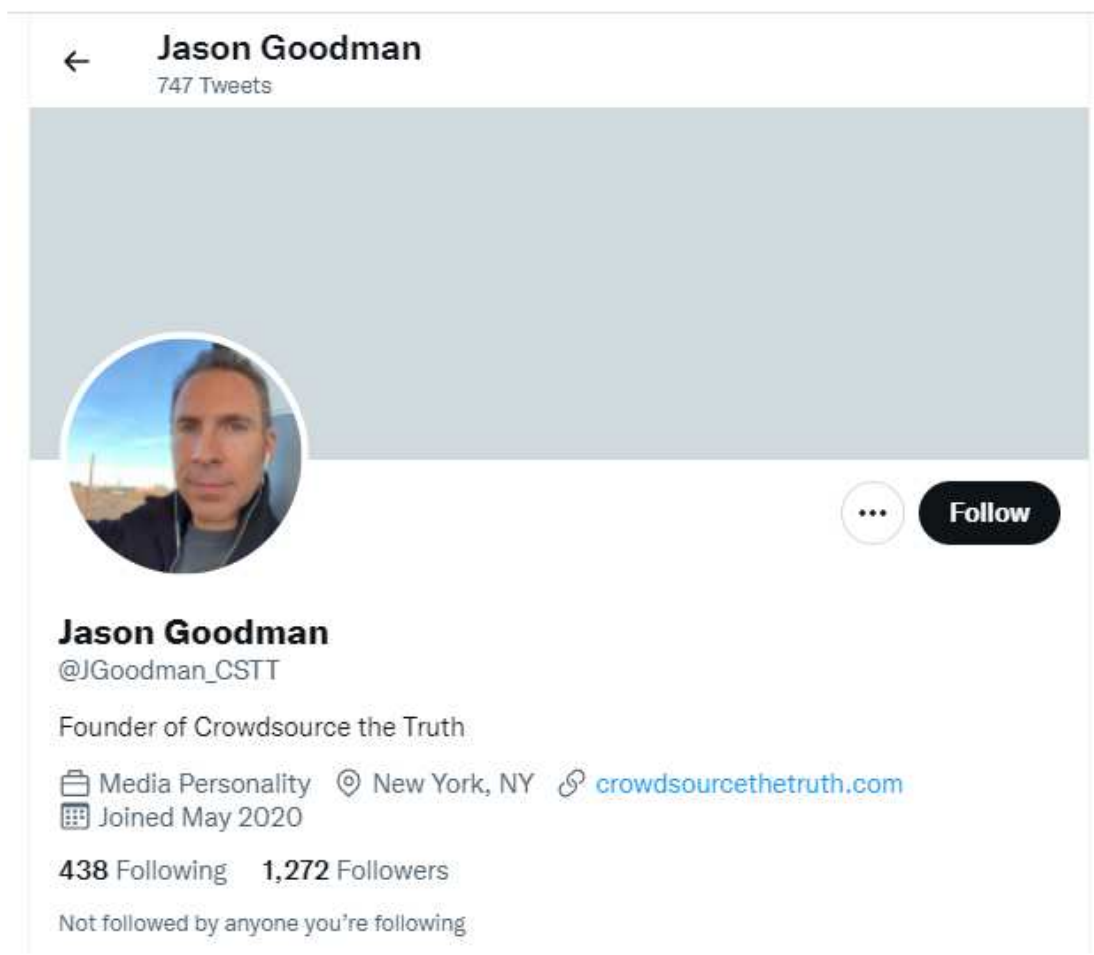 Jason Goodman
747 Tweets
Follow
Jason Goodman
@JGoodman_CSTT
Founder of Crowdsource the Truth
Media Personality New York, NY crowdsourcethetruth.com
Joined May 2020
438 Following 1,272 Followers
Not followed by anyone you’re following